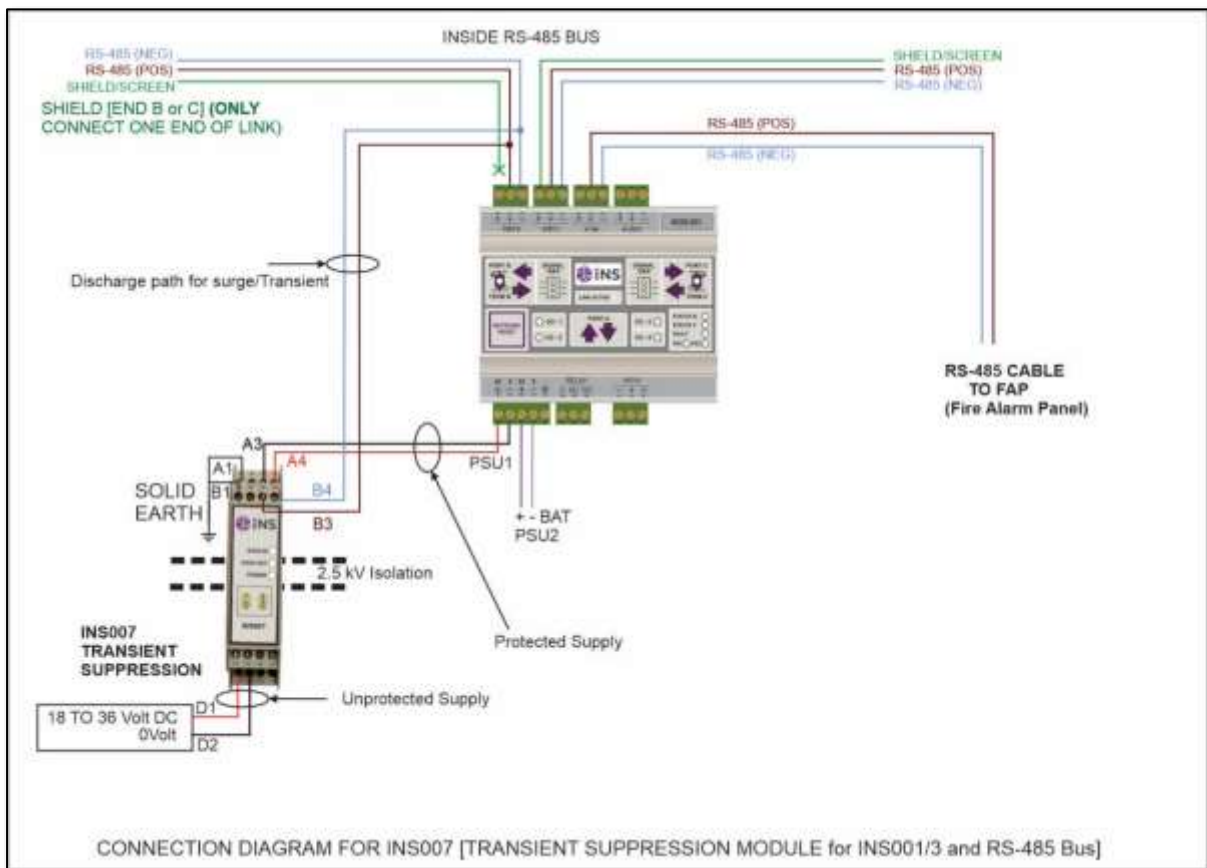 INSIDE RS-485 BUS
RS-485 (NEG)
RS-485 (POS)
SHIELD/SCREEN
SHIELD [END B or C] (ONLY
CONNECT ONE END OF LINK)
SHIELD/SCREEN
RS-485 (POS)
RS-485 (NEG)
RS-485 (POS)
RS-485 (NEG)
Discharge path for surge/Transient
iNS
RS-485 CABLE
TO FAP
(Fire Alarm Panel)
RELAY
A3
A4
PSU1
A1
B1
B4
B3
SOLID
EARTH
+ - BAT
PSU2
iNS
2.5 kV Isolation
INS007
TRANSIENT
SUPPRESSION
Protected Supply
Unprotected Supply
18 TO 36 Volt DC
0Volt
D1
D2
CONNECTION DIAGRAM FOR INS007 [TRANSIENT SUPPRESSION MODULE for INS001/3 and RS-485 Bus]